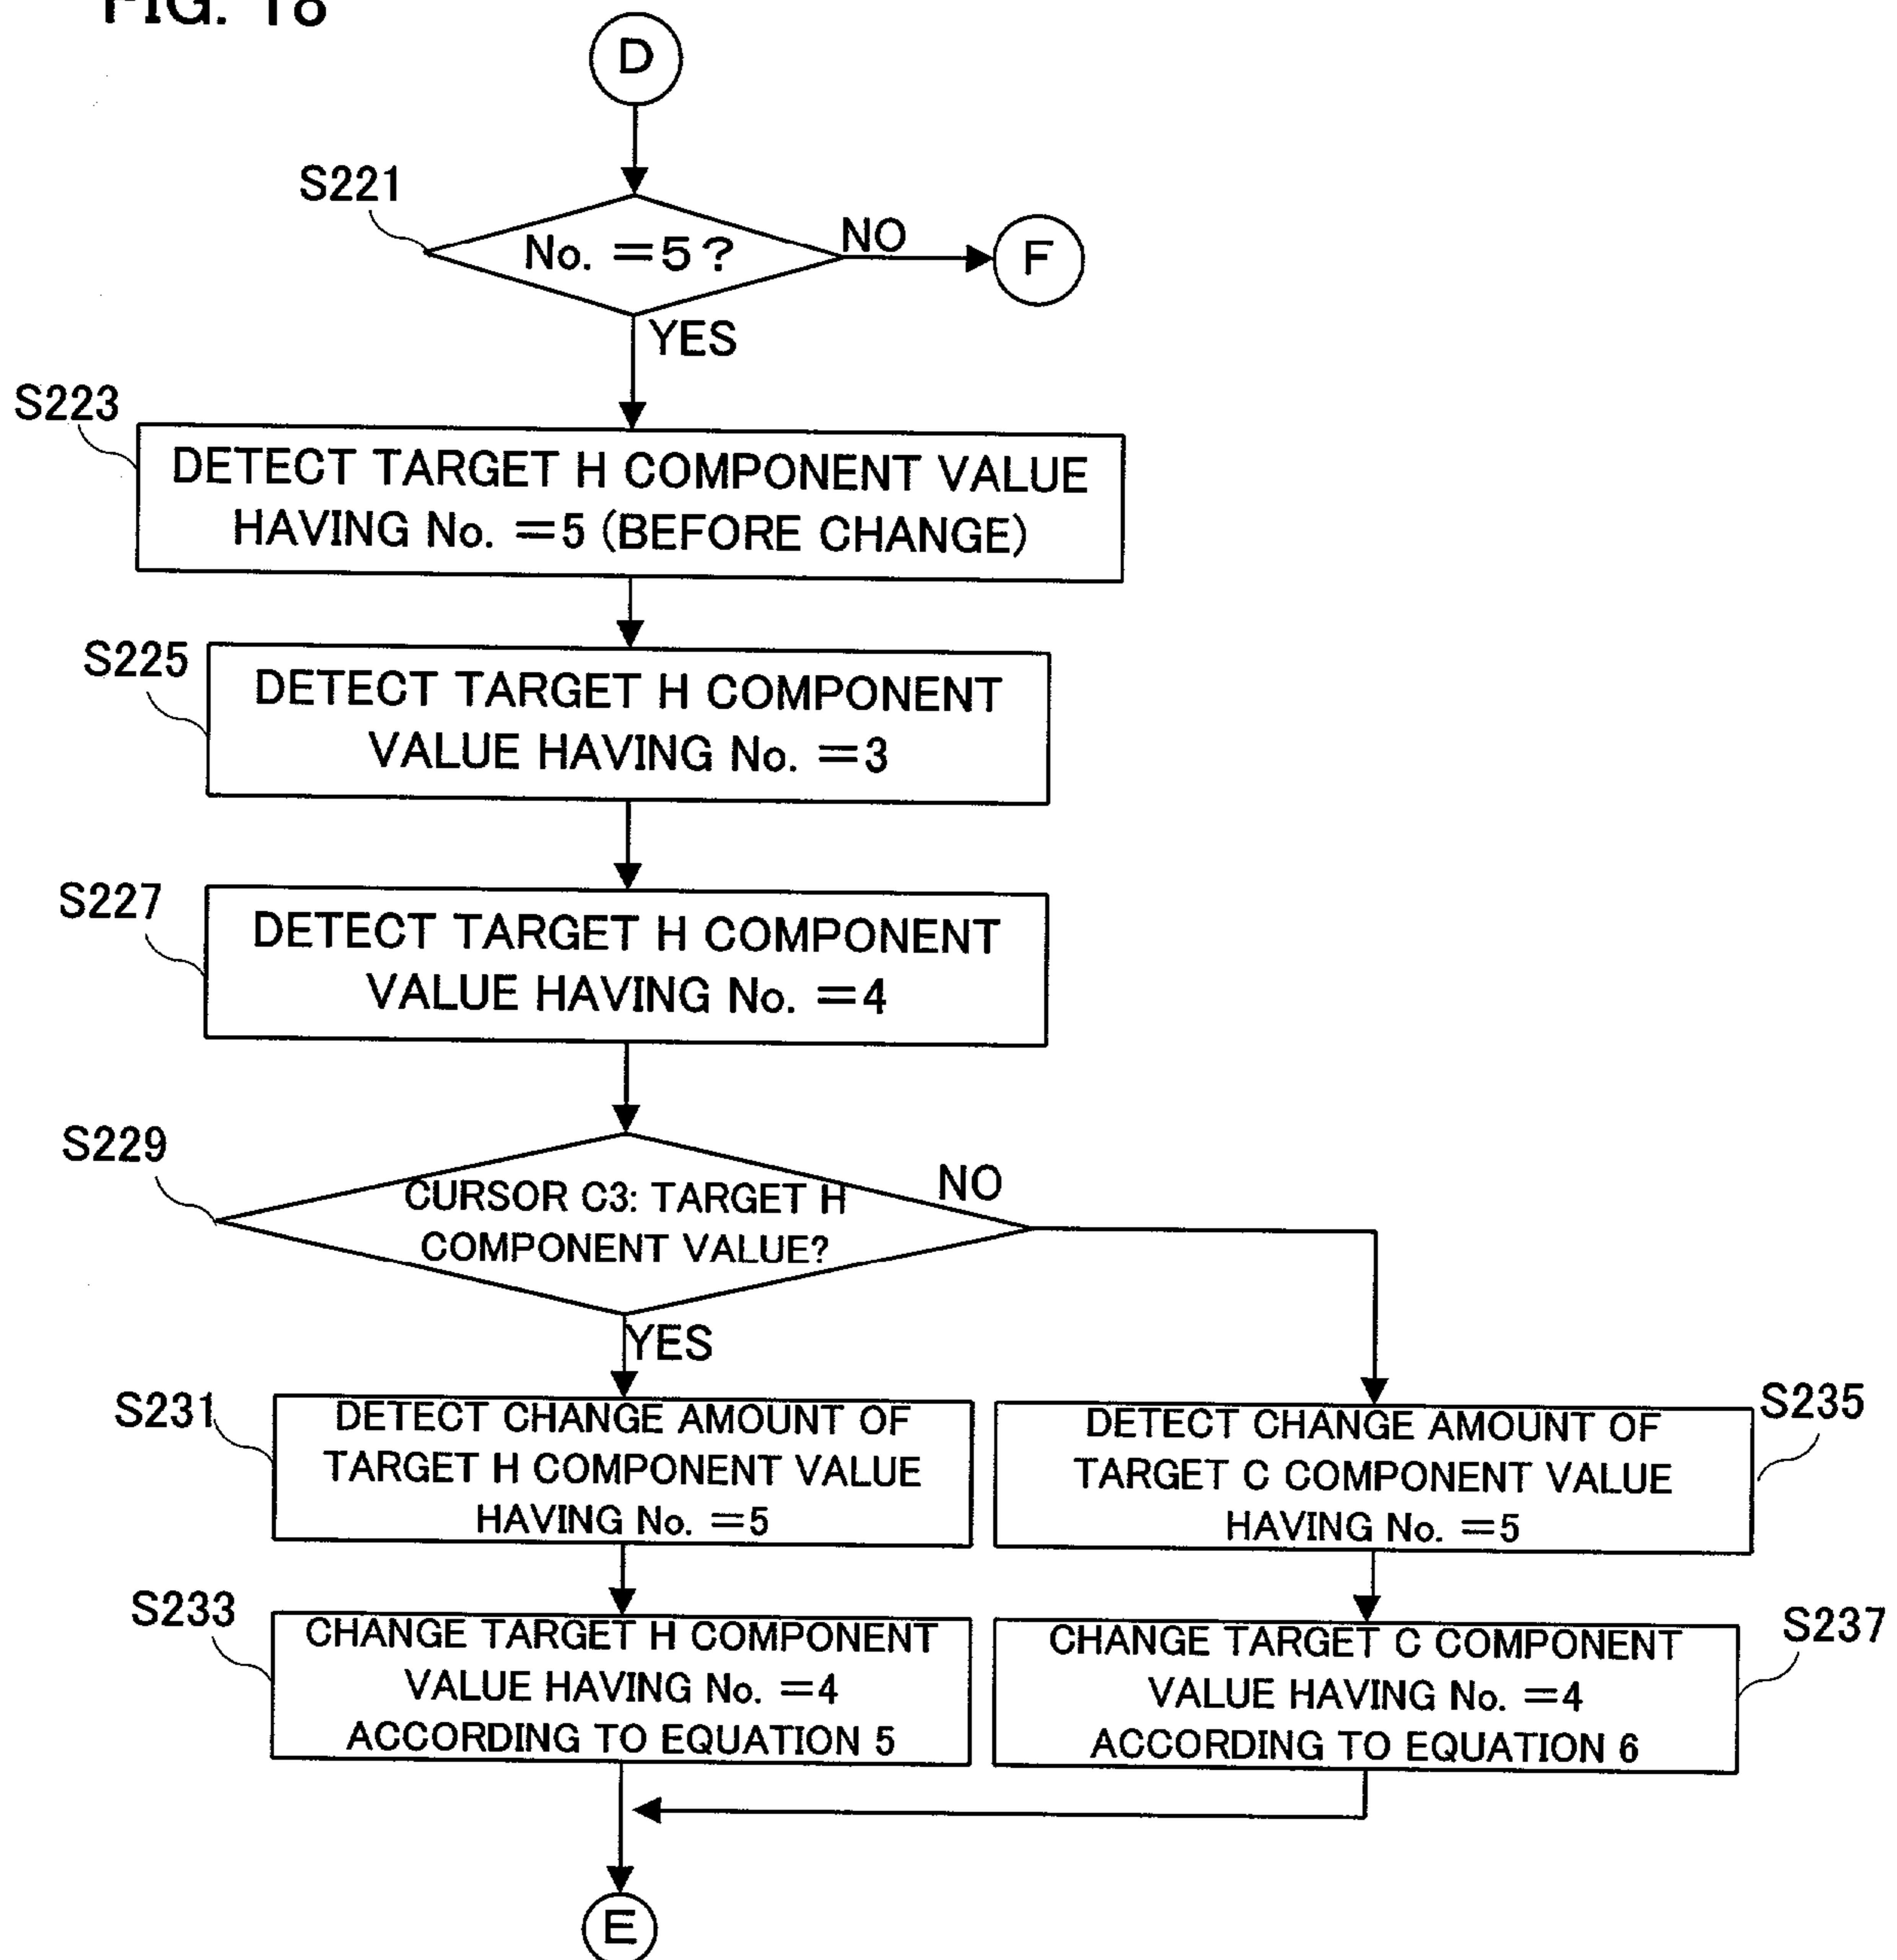 FIG. 18
D
S221
No. =5?
NO
F
YES
S223
DETECT TARGET H COMPONENT VALUE
HAVING No. =5 (BEFORE CHANGE)
S225
DETECT TARGET H COMPONENT
VALUE HAVING No. =3
S227
DETECT TARGET H COMPONENT
VALUE HAVING No. =4
S229
CURSOR C3: TARGET H
COMPONENT VALUE?
NO
YES
S231
DETECT CHANGE AMOUNT OF
TARGET H COMPONENT VALUE
HAVING No. =5
S235
DETECT CHANGE AMOUNT OF
TARGET C COMPONENT VALUE
HAVING No. =5
S233
CHANGE TARGET H COMPONENT
VALUE HAVING No. =4
ACCORDING TO EQUATION 5
S237
CHANGE TARGET C COMPONENT
VALUE HAVING No. =4
ACCORDING TO EQUATION 6
E